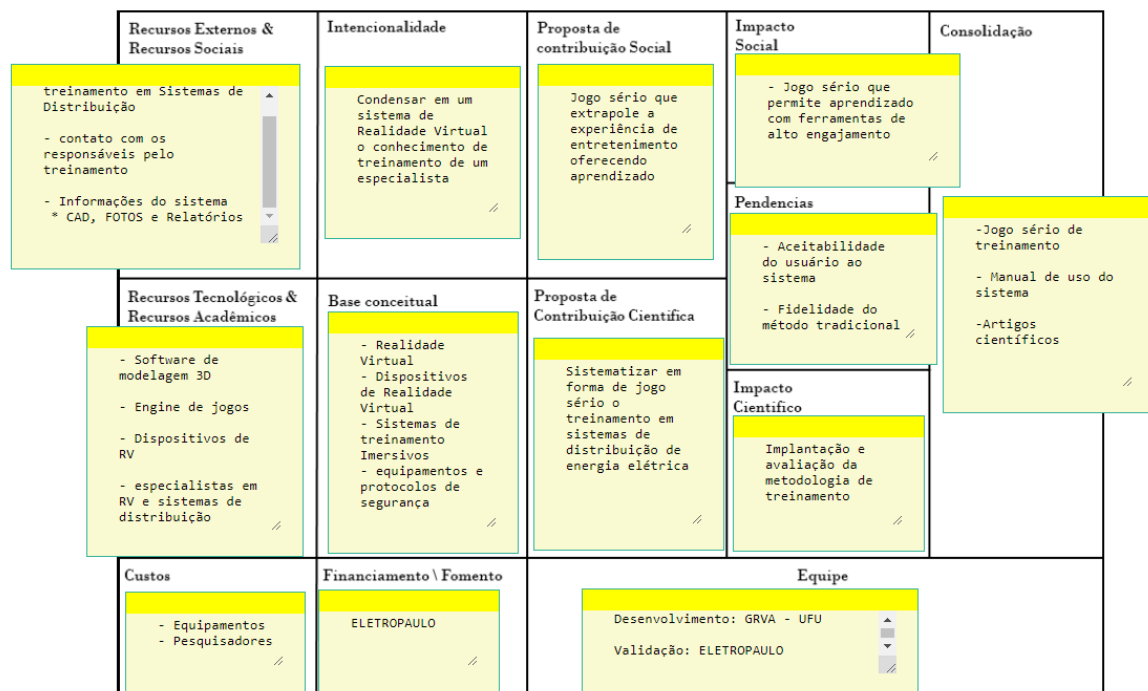 Recursos Externos &
Recursos Sociais
treinamento em Sistemas de
Distribuição
- contato com os
responsáveis pelo
treinamento
- Informações do sistema
* CAD, FOTOS e Relatórios
Intencionalidade
Condensar em um
sistema de
Realidade Virtual
o conhecimento de
treinamento de um
especialista
Proposta de
contribuição Social
Jogo sério que
extrapole a
experiência de
entretenimento
oferecendo
aprendizado
Impacto
Social
- Jogo sério que
permite aprendizado
com ferramentas de
alto engajamento
Pendencias
- Aceitabilidade
do usuário ao
sistema
- Fidelidade do
método tradicional
Consolidação
-Jogo sério de
treinamento
- Manual de uso do
sistema
-Artigos
científicos
Recursos Tecnológicos &
Recursos Acadêmicos
- Software de
modelagem 3D
- Engine de jogos
- Dispositivos de
RV
- especialistas em
RV e sistemas de
distribuição
Base conceitual
- Realidade
Virtual
- Dispositivos
de Realidade
Virtual
- Sistemas de
treinamento
Imersivos
- equipamentos e
protocolos de
segurança
Proposta de
Contribuição Cientifica
Sistematizar em
forma de jogo
sério o
treinamento em
sistemas de
distribuição de
energia elétrica
Impacto
Cientifico
Implantação e
avaliação da
metodologia de
treinamento
Custos
- Equipamentos
- Pesquisadores
Financiamento \ Fomento
ELETROPAULO
Equipe
Desenvolvimento: GRVA - UFU
Validação: ELETROPAULO